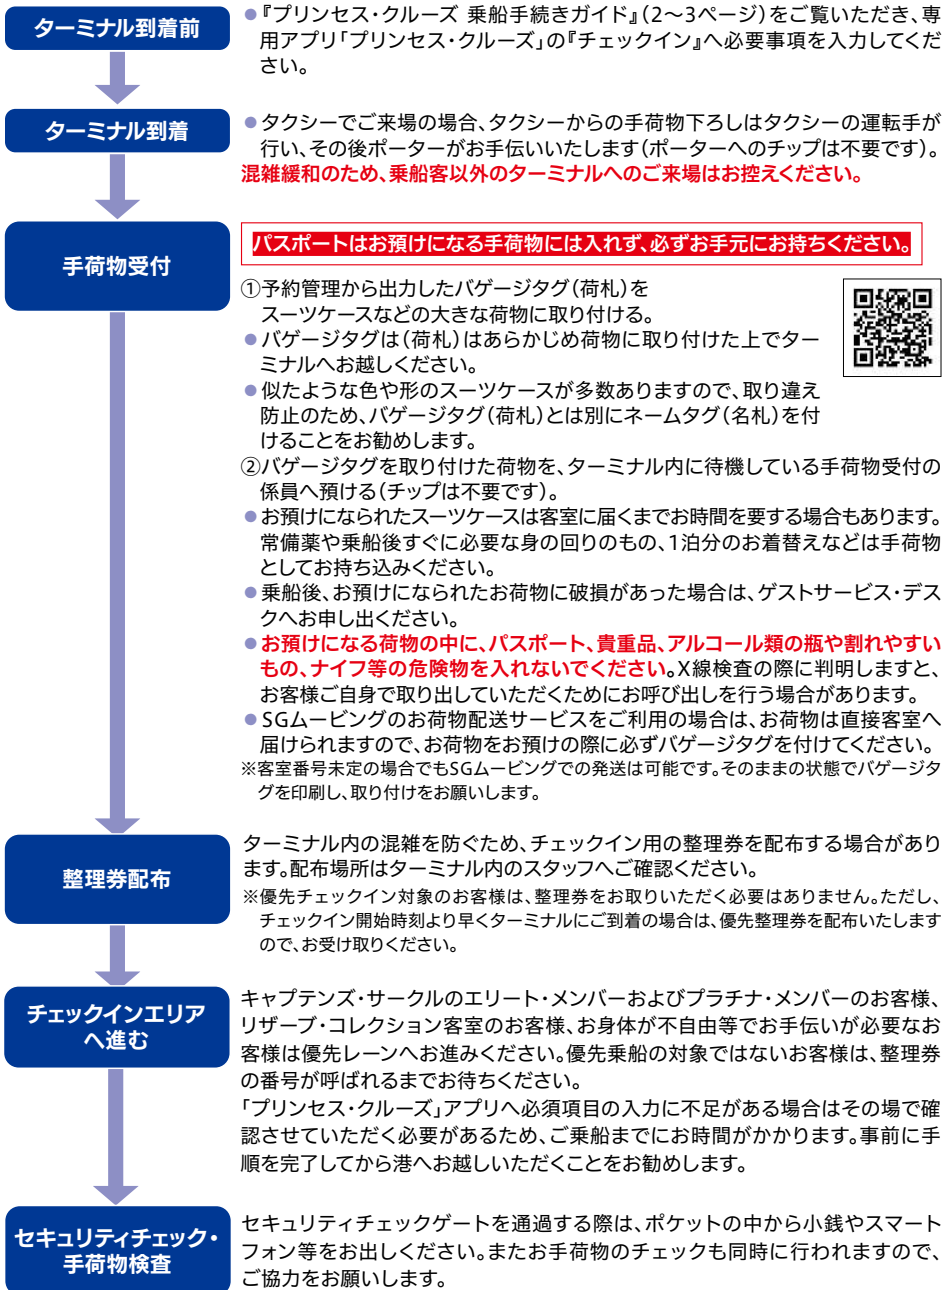 ターミナル到着前
●『プリンセス・クルーズ 乗船手続きガイド』（2〜3ページ）をご覧いただき、専
用アプリ「プリンセス・クルーズ」の『チェックイン』へ必要事項を入力してくだ
さい。
ターミナル到着
●タクシーでご来場の場合、タクシーからの手荷物下ろしはタクシーの運転手が
行い、その後ポーターがお手伝いいたします（ポーターへのチップは不要です）。
混雑緩和のため、乗船客以外のターミナルへのご来場はお控えください。
手荷物受付
パスポートはお預けになる手荷物には入れず、必ずお手元にお持ちください。
①予約管理から出力したバゲージタグ（荷札）を
スーツケースなどの大きな荷物に取り付ける。
●バゲージタグは（荷札）はあらかじめ荷物に取り付けた上でター
ミナルへお越しください。
●似たような色や形のスーツケースが多数ありますので、取り違え
防止のため、バゲージタグ（荷札）とは別にネームタグ（名札）を付
けることをお勧めします。
②バゲージタグを取り付けた荷物を、ターミナル内に待機している手荷物受付の
係員へ預ける（チップは不要です）。
●お預けになられたスーツケースは客室に届くまでお時間を要する場合もあります。
常備薬や乗船後すぐに必要な身の回りのもの、1泊分のお着替えなどは手荷物
としてお持ち込みください。
●乗船後、お預けになられたお荷物に破損があった場合は、ゲストサービス・デス
クへお申し出ください。
●お預けになる荷物の中に、パスポート、貴重品、アルコール類の瓶や割れやすい
もの、ナイフ等の危険物を入れないでください。X線検査の際に判明しますと、
お客様ご自身で取り出していただくためにお呼び出しを行う場合があります。
●SGムービングのお荷物配送サービスをご利用の場合は、お荷物は直接客室へ
届けられますので、お荷物をお預けの際に必ずバゲージタグを付けてください。
※客室番号未定の場合でもSGムービングでの発送は可能です。そのままの状態でバゲージタ
グを印刷し、取り付けをお願いします。
整理券配布
ターミナル内の混雑を防ぐため、チェックイン用の整理券を配布する場合があり
ます。配布場所はターミナル内のスタッフへご確認ください。
※優先チェックイン対象のお客様は、整理券をお取りいただく必要はありません。ただし、
チェックイン開始時刻より早くターミナルにご到着の場合は、優先整理券を配布いたします
ので、お受け取りください。
チェックインエリア
へ進む
キャプテンズ・サークルのエリート・メンバーおよびプラチナ・メンバーのお客様、
リザーブ・コレクション客室のお客様、お身体が不自由等でお手伝いが必要なお
客様は優先レーンへお進みください。優先乗船の対象ではないお客様は、整理券
の番号が呼ばれるまでお待ちください。
「プリンセス・クルーズ」アプリへ必須項目の入力に不足がある場合はその場で確
認させていただく必要があるため、ご乗船までにお時間がかかります。事前に手
順を完了してから港へお越しいただくことをお勧めします。
セキュリティチェック・
手荷物検査
セキュリティチェックゲートを通過する際は、ポケットの中から小銭やスマート
フォン等をお出しください。またお手荷物のチェックも同時に行われますので、
ご協力をお願いします。